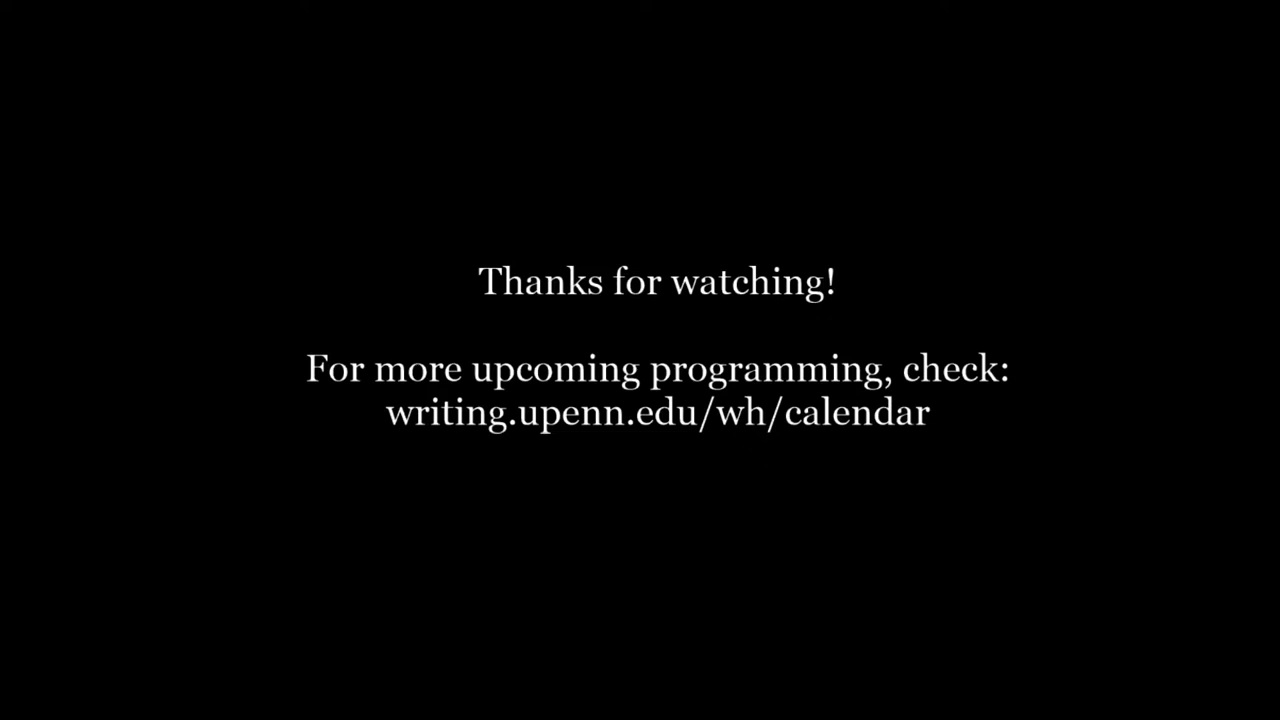 Thanks for watching!
For more upcoming programming, check:
writing.upenn.edu/wh/calendar